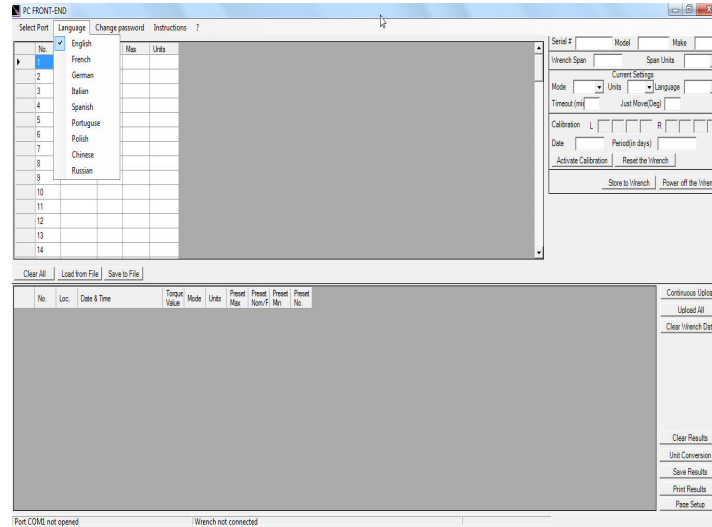 PC FRONT-END
Select Port Language Change password Instructions ?
English
French
German
Italian
Spanish
Portuguse
Polish
Chinese
Russian
No. Max Units
1
2
3
4
5
6
7
8
9
10
11
12
13
14
Serial # Model Make
Wrench Span Span Units
Current Settings
Mode Units Language
Timeout (min Just Move(Deg)
Calibration L R
Date Period(in days)
Activate Calibration Reset the Wrench
Store to Wrench Power off the Wren
Clear All Load from File Save to File
No. Loc. Date & Time Torque Value Mode Units Preset Max Preset Nom/F Preset Min Preset No.
Continuous Uploa
Upload All
Clear Wrench Dat
Clear Results
Unit Conversion
Save Results
Print Results
Page Setup
Port COM1 not opened Wrench not connected